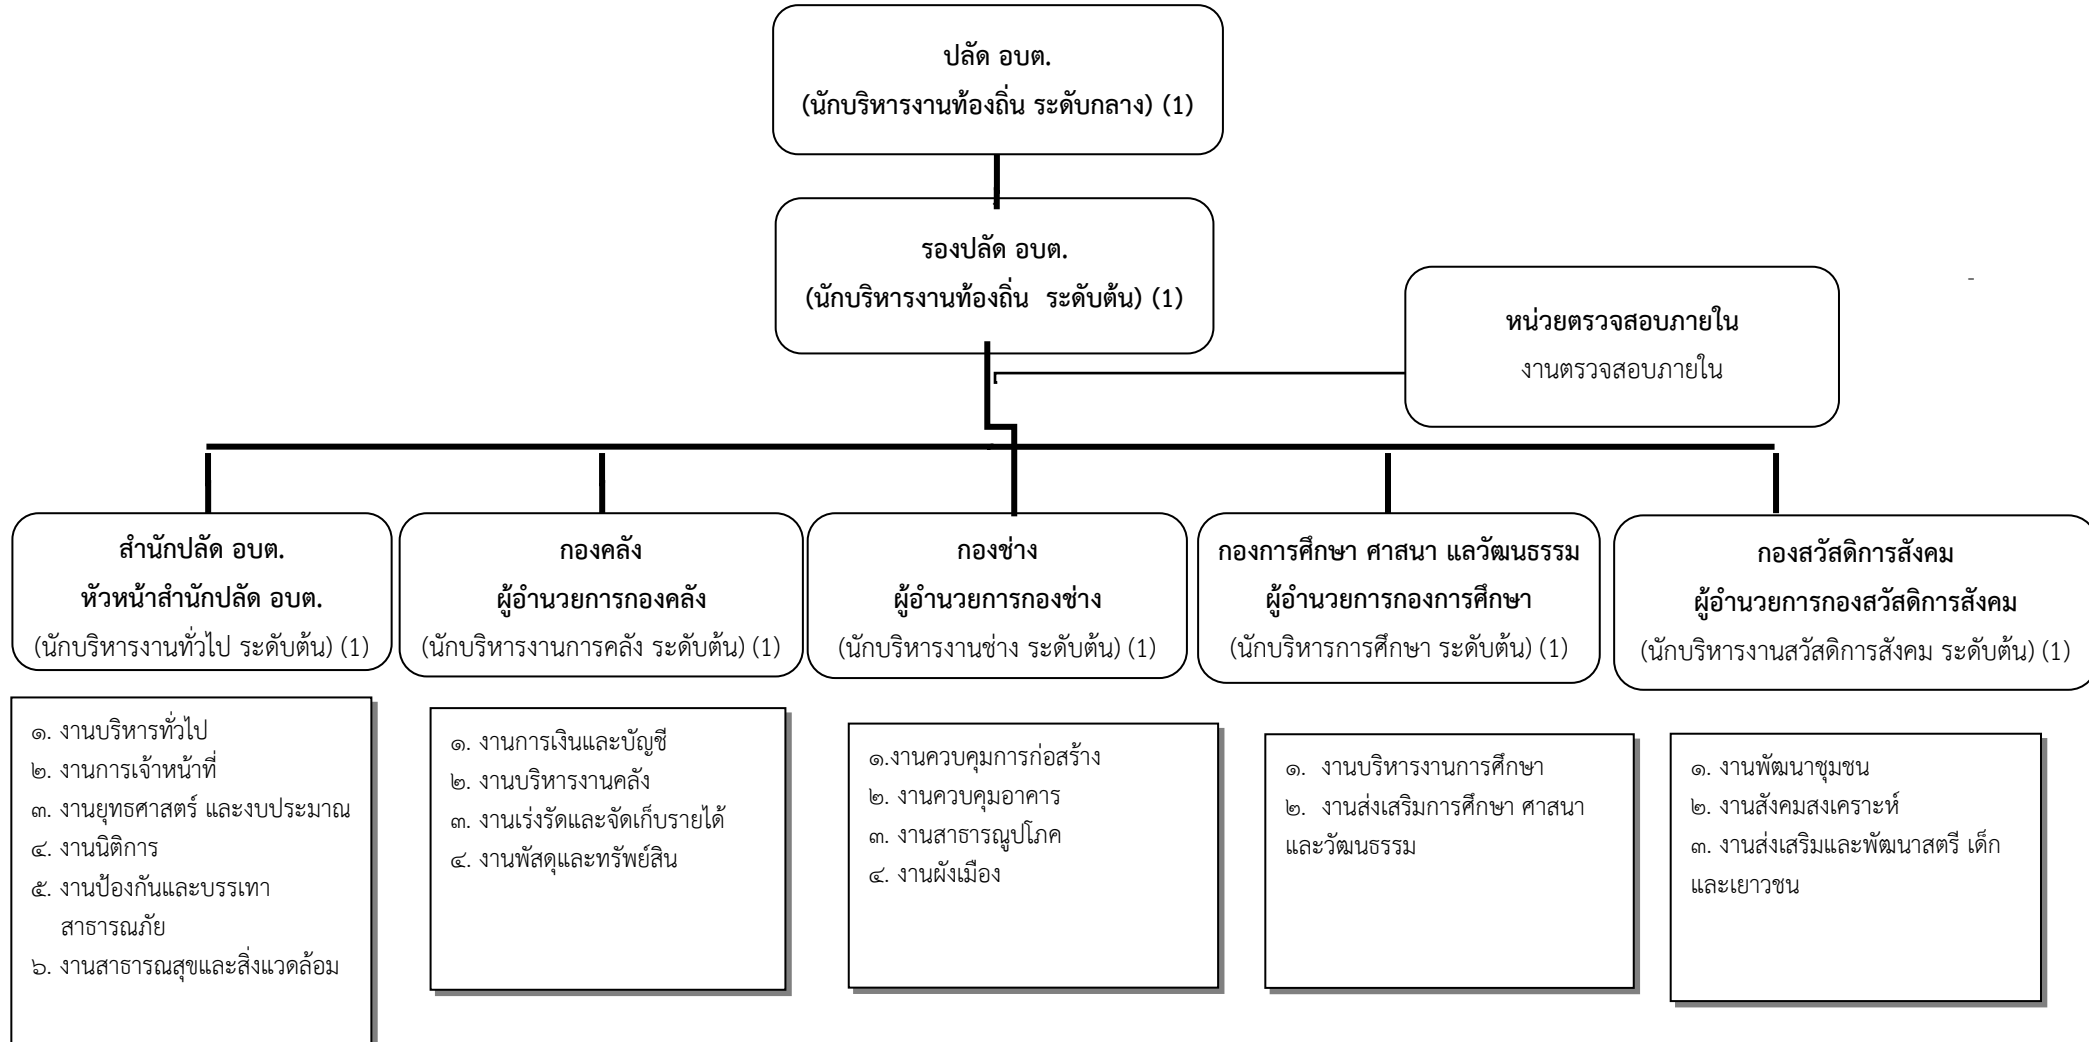 ปลัด อบต.
(นักบริหารงานท้องถิ่น ระดับกลาง) (1)
รองปลัด อบต.
(นักบริหารงานท้องถิ่น ระดับต้น) (1)
หน่วยตรวจสอบภายใน
งานตรวจสอบภายใน
-
สำนักปลัด อบต.
หัวหน้าสำนักปลัด อบต.
(นักบริหารงานทั่วไป ระดับต้น) (1)
กองคลัง
ผู้อำนวยการกองคลัง
(นักบริหารงานการคลัง ระดับต้น) (1)
กองช่าง
ผู้อำนวยการกองช่าง
(นักบริหารงานช่าง ระดับต้น) (1)
กองการศึกษา ศาสนา แลวัฒนธรรม
ผู้อำนวยการกองการศึกษา
(นักบริหารการศึกษา ระดับต้น) (1)
กองสวัสดิการสังคม
ผู้อำนวยการกองสวัสดิการสังคม
(นักบริหารงานสวัสดิการสังคม ระดับต้น) (1)
๑. งานบริหารทั่วไป
๒. งานการเจ้าหน้าที่
๓. งานยุทธศาสตร์ และงบประมาณ
๔. งานนิติการ
๕. งานป้องกันและบรรเทา
สาธารณภัย
๖. งานสาธารณสุขและสิ่งแวดล้อม
๑. งานการเงินและบัญชี
๒. งานบริหารงานคลัง
๓. งานเร่งรัดและจัดเก็บรายได้
๔. งานพัสดุและทรัพย์สิน
๑.งานควบคุมการก่อสร้าง
๒. งานควบคุมอาคาร
๓. งานสาธารณูปโภค
๔. งานผังเมือง
๑. งานบริหารงานการศึกษา
๒. งานส่งเสริมการศึกษา ศาสนา
และวัฒนธรรม
๑. งานพัฒนาชุมชน
๒. งานสังคมสงเคราะห์
๓. งานส่งเสริมและพัฒนาสตรี เด็ก
และเยาวชน